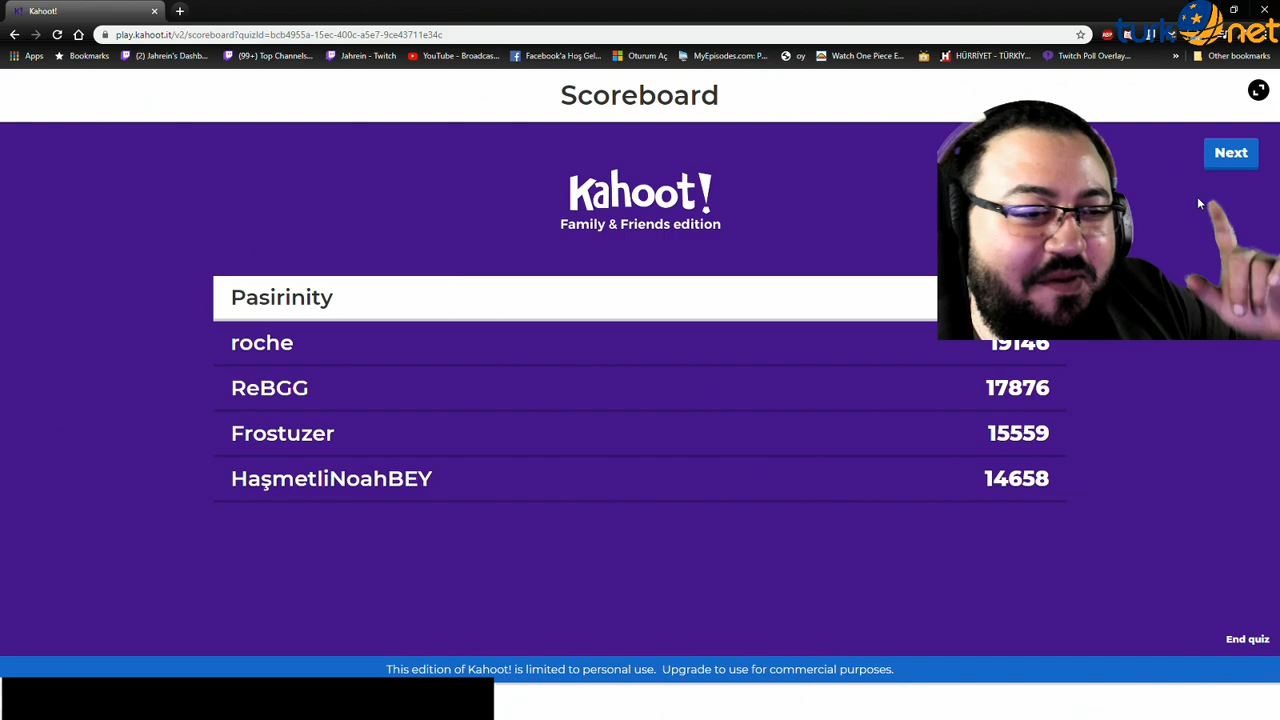 Kahoot!
play.kahoot.it/v2/scoreboard?quizId=bcb4955a-15ec-400c-a5e7-9ce43711e34c
turk net
Apps Bookmarks (2) Jahrein's Dashb... (99+) Top Channels... Jahrein - Twitch YouTube - Broadcas... Facebook'a Hoş Gel... Oturum Aç MyEpisodes.com: P... oy Watch One Piece E... HÜRRİYET - TÜRKİY... Twitch Poll Overlay... » Other bookmarks
Scoreboard
Next
Kahoot!
Family & Friends edition
Pasirinity
roche 19146
ReBGG 17876
Frostuzer 15559
HaşmetliNoahBEY 14658
End quiz
This edition of Kahoot! is limited to personal use. Upgrade to use for commercial purposes.